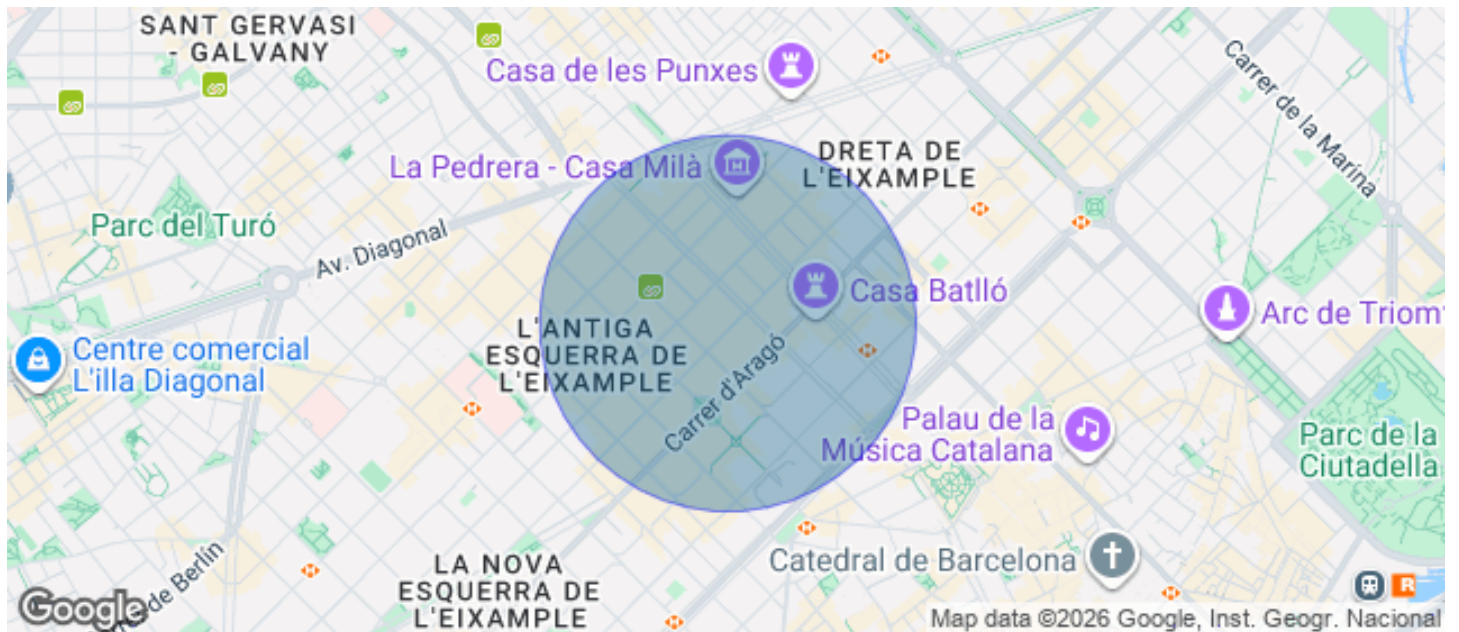 SANT GERVASI
- GALVANY
Casa de les Punxes
Carrer de la Marina
La Pedrera - Casa Milà
DRETA DE
L'EIXAMPLE
Parc del Turó
Av. Diagonal
Casa Batlló
Arc de Triom
L'ANTIGA
ESQUERRA DE
L'EIXAMPLE
Centre comercial
L'illa Diagonal
Carrer d'Aragó
Palau de la
Música Catalana
Parc de la
Ciutadella
Catedral de Barcelona
LA NOVA
ESQUERRA DE
L'EIXAMPLE
de Berlín
R
Google
Map data ©2026 Google, Inst. Geogr. Nacional